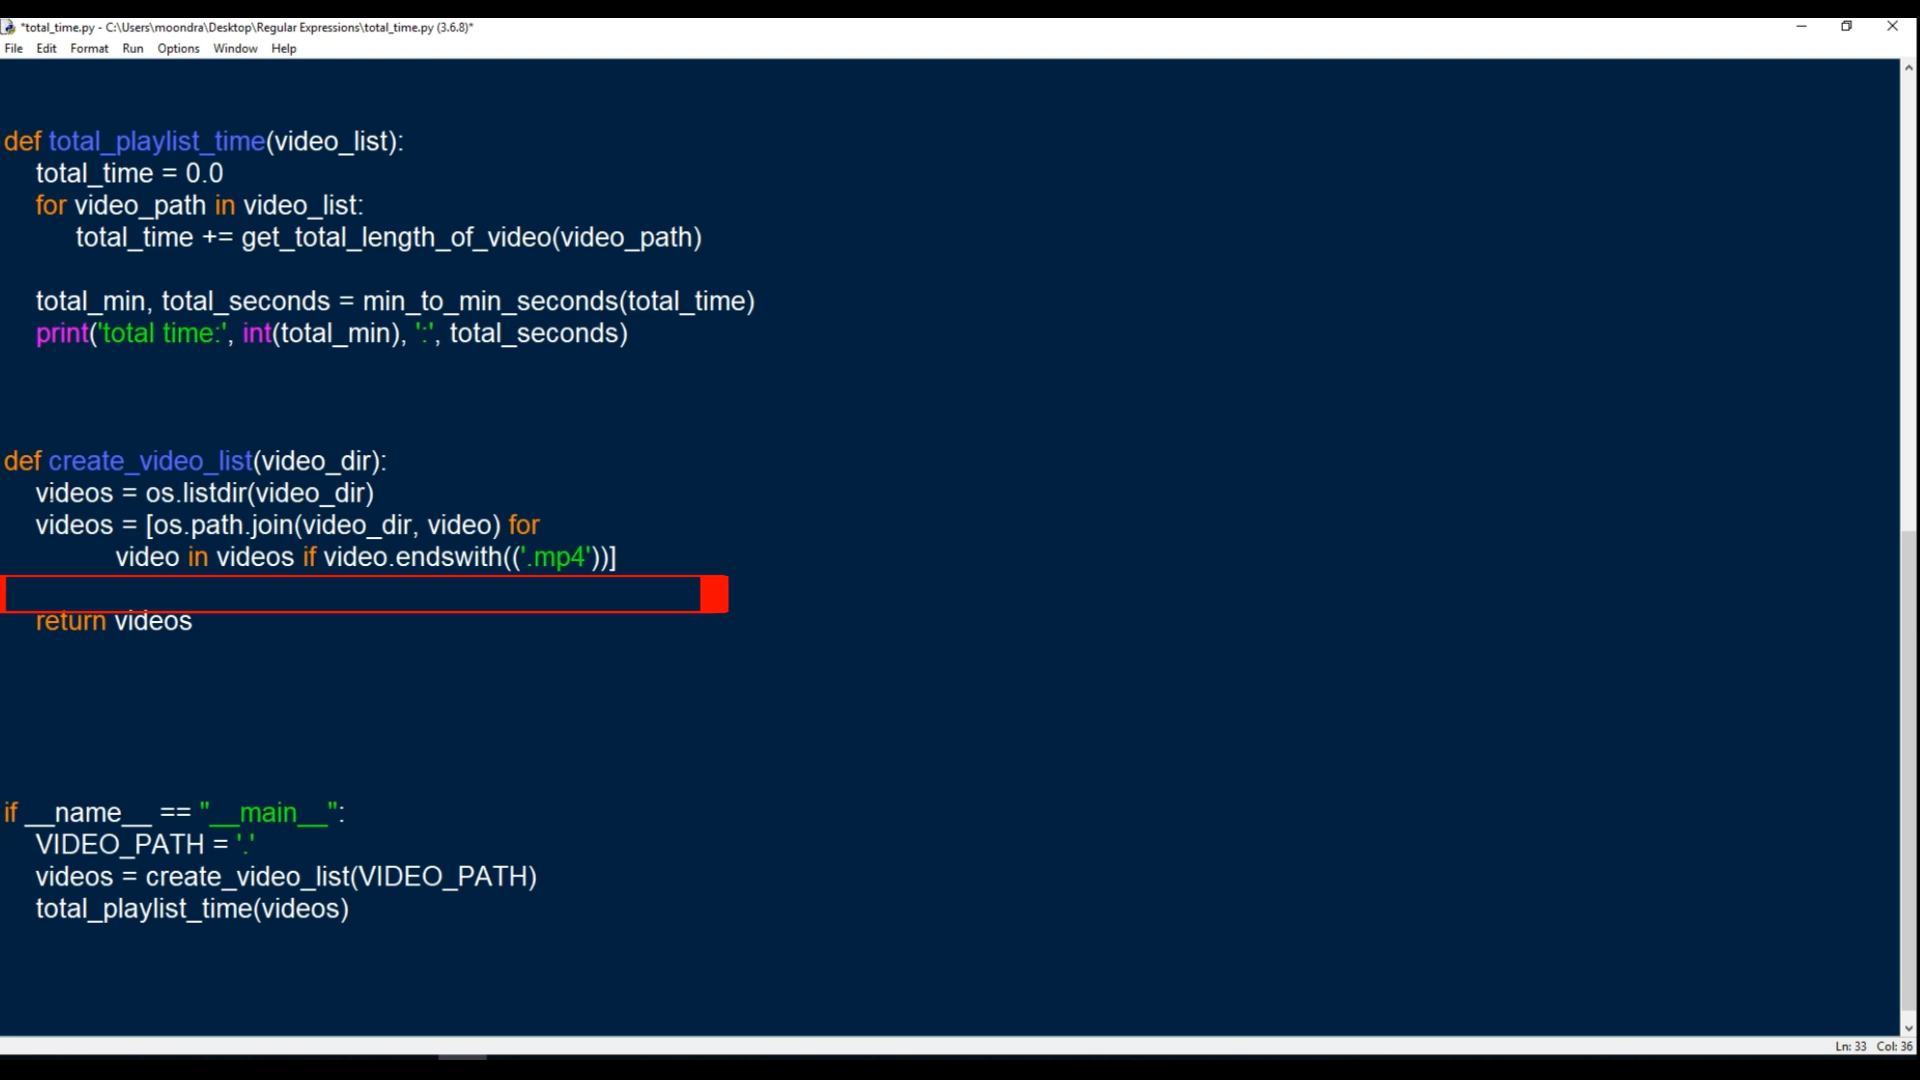 *total_time.py - C:\Users\moondra\Desktop\Regular Expressions\total_time.py (3.6.8)*
File Edit Format Run Options Window Help
def total_playlist_time(video_list):
total_time = 0.0
for video_path in video_list:
total_time += get_total_length_of_video(video_path)
total_min, total_seconds = min_to_min_seconds(total_time)
print('total time:', int(total_min), ':', total_seconds)
def create_video_list(video_dir):
videos = os.listdir(video_dir)
videos = [os.path.join(video_dir, video) for
video in videos if video.endswith(('.mp4'))]
return videos
if __name__ == "__main__":
VIDEO_PATH = '.'
videos = create_video_list(VIDEO_PATH)
total_playlist_time(videos)
Ln: 33 Col: 36